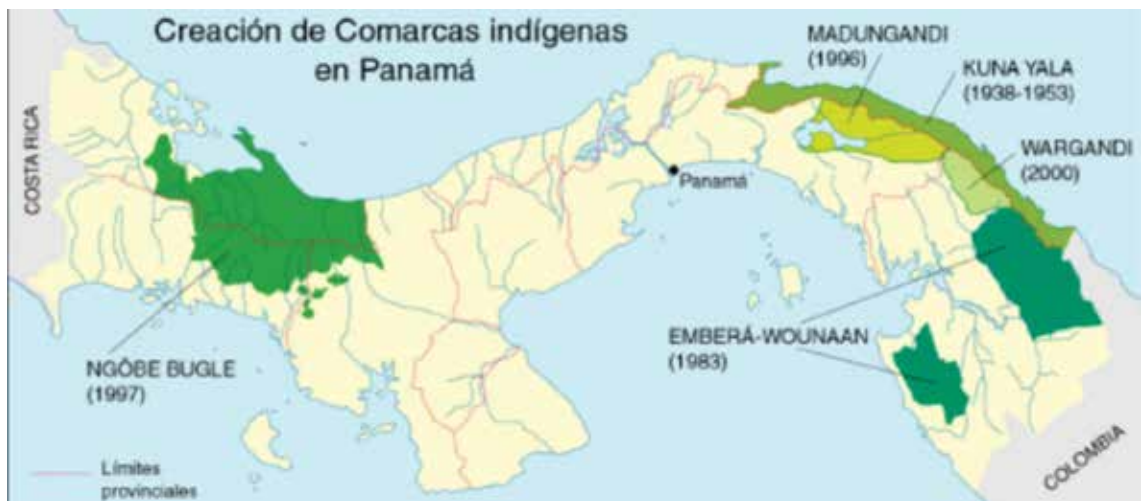 Creación de Comarcas indígenas
en Panamá
MADUNGANDI
(1996)
KUNA YALA
(1938-1953)
WARGANDI
(2000)
COSTA RICA
Panamá
EMBERÁ-WOUNAAN
(1983)
NGÖBE BUGLE
(1997)
COLOMBIA
Límites
provinciales